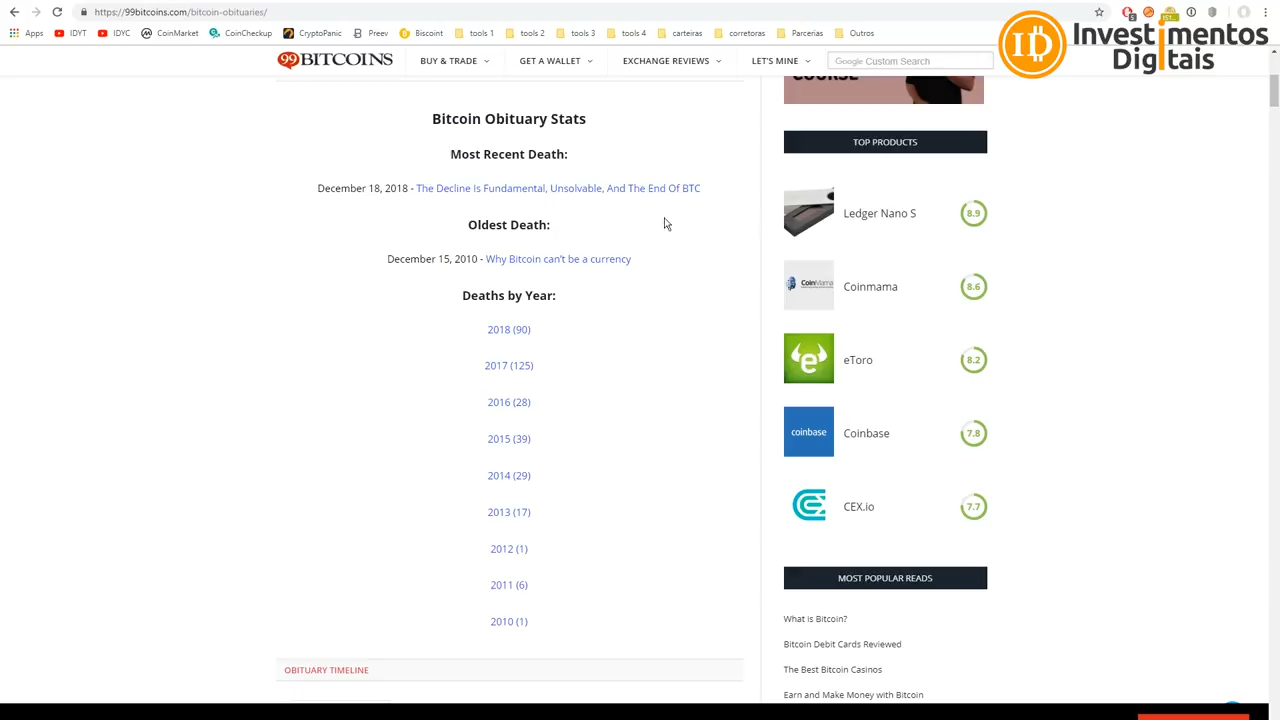 https://99bitcoins.com/bitcoin-obituaries/
Apps IDYT IDYC CoinMarket CoinCheckup CryptoPanic Preev Biscoint tools 1 tools 2 tools 3 tools 4 carteiras corretoras Parcerias Outros
Investimentos
Digitais
99BITCOINS BUY & TRADE GET A WALLET EXCHANGE REVIEWS LET'S MINE Google Custom Search
COURSE
Bitcoin Obituary Stats
Most Recent Death:
December 18, 2018 - The Decline is Fundamental, Unsolvable, And The End Of BTC
Oldest Death:
December 15, 2010 - Why Bitcoin can't be a currency
Deaths by Year:
2018 (90)
2017 (125)
2016 (28)
2015 (39)
2014 (29)
2013 (17)
2012 (1)
2011 (6)
2010 (1)
OBITUARY TIMELINE
TOP PRODUCTS
Ledger Nano S 8.9
CoinMama Coinmama 8.6
eToro 8.2
coinbase Coinbase 7.8
CEX.io 7.7
MOST POPULAR READS
What is Bitcoin?
Bitcoin Debit Cards Reviewed
The Best Bitcoin Casinos
Earn and Make Money with Bitcoin